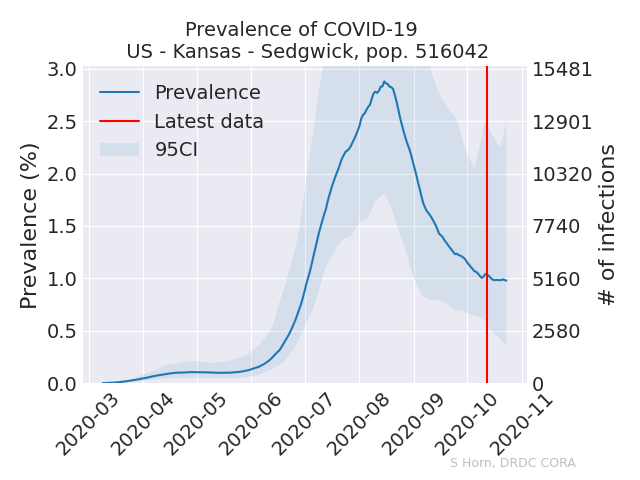 Prevalence of COVID-19
US - Kansas - Sedgwick, pop. 516042
3.0
2.5
2.0
1.5
1.0
0.5
0.0
Prevalence (%)
Prevalence
Latest data
95CI
15481
12901
10320
7740
5160
2580
0
# of infections
2020-03
2020-04
2020-05
2020-06
2020-07
2020-08
2020-09
2020-10
2020-11
S Horn, DRDC CORA